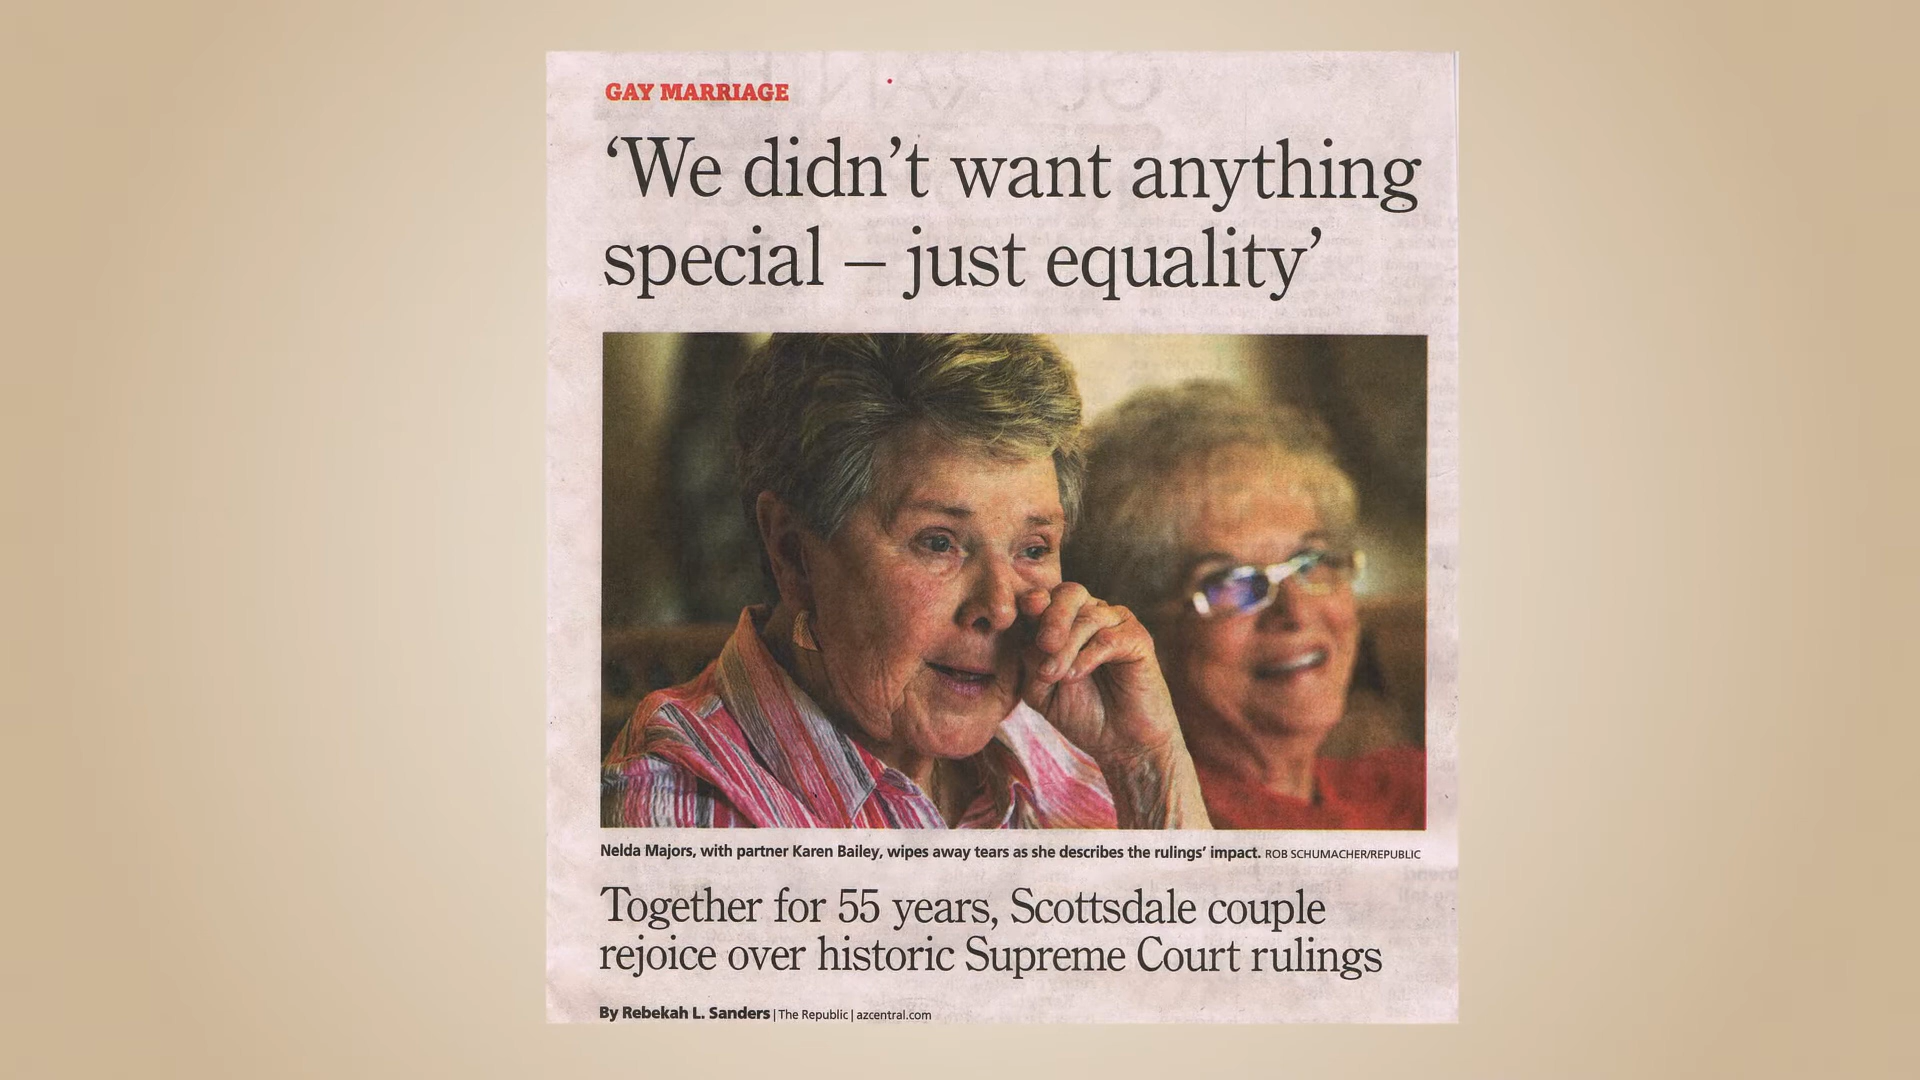 GAY MARRIAGE
‘We didn’t want anything
special – just equality’
Nelda Majors, with partner Karen Bailey, wipes away tears as she describes the rulings’ impact. ROB SCHUMACHER/REPUBLIC
Together for 55 years, Scottsdale couple
rejoice over historic Supreme Court rulings
By Rebekah L. Sanders | The Republic | azcentral.com